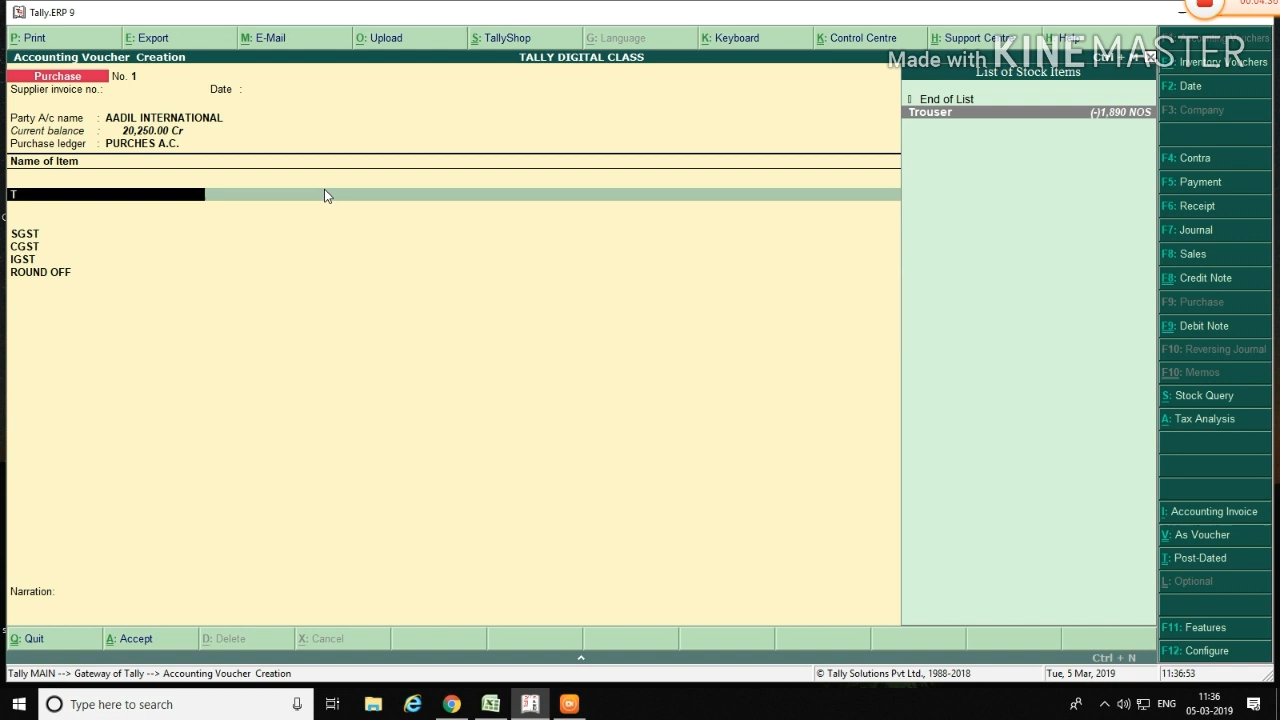 Tally.ERP 9
00:04:36
P: Print
E: Export
M: E-Mail
O: Upload
S: TallyShop
G: Language
K: Keyboard
K: Control Centre
H: Support Centre
H: Help
Made with KINEMASTER
Accounting Voucher Creation
TALLY DIGITAL CLASS
Ctrl + M
Purchase No. 1
Supplier invoice no.: Date :
Party A/c name : AADIL INTERNATIONAL
Current balance : 20,250.00 Cr
Purchase ledger : PURCHES A.C.
Name of Item
T
SGST
CGST
IGST
ROUND OFF
Narration:
List of Stock Items
End of List
Trouser (-)1,890 NOS
Inventory Vouchers
F2: Date
F3: Company
F4: Contra
F5: Payment
F6: Receipt
F7: Journal
F8: Sales
F8: Credit Note
F9: Purchase
F9: Debit Note
F10: Reversing Journal
F10: Memos
S: Stock Query
A: Tax Analysis
I: Accounting Invoice
V: As Voucher
T: Post-Dated
L: Optional
F11: Features
F12: Configure
Q: Quit
A: Accept
D: Delete
X: Cancel
Ctrl + N
Tally MAIN --> Gateway of Tally --> Accounting Voucher Creation
© Tally Solutions Pvt Ltd., 1988-2018
Tue, 5 Mar, 2019
11:36:53
Type here to search
ENG
11:36
05-03-2019